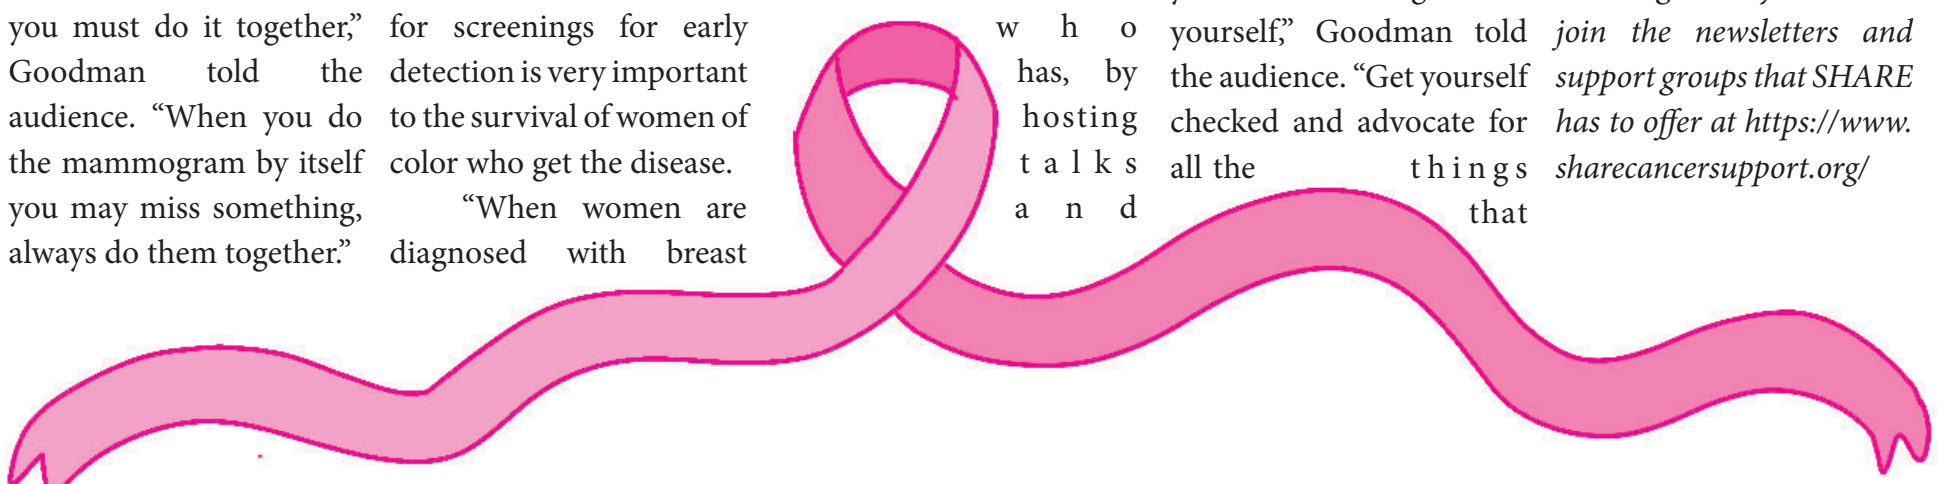 you must do it together,”
Goodman told the
audience. “When you do
the mammogram by itself
you may miss something,
always do them together.”
for screenings for early
detection is very important
to the survival of women of
color who get the disease.
“When women are
diagnosed with breast
who
has, by
hosting
talks
and
yourself,” Goodman told
the audience. “Get yourself
checked and advocate for
all the things
that
join the newsletters and
support groups that SHARE
has to offer at https://www.
sharecancersupport.org/